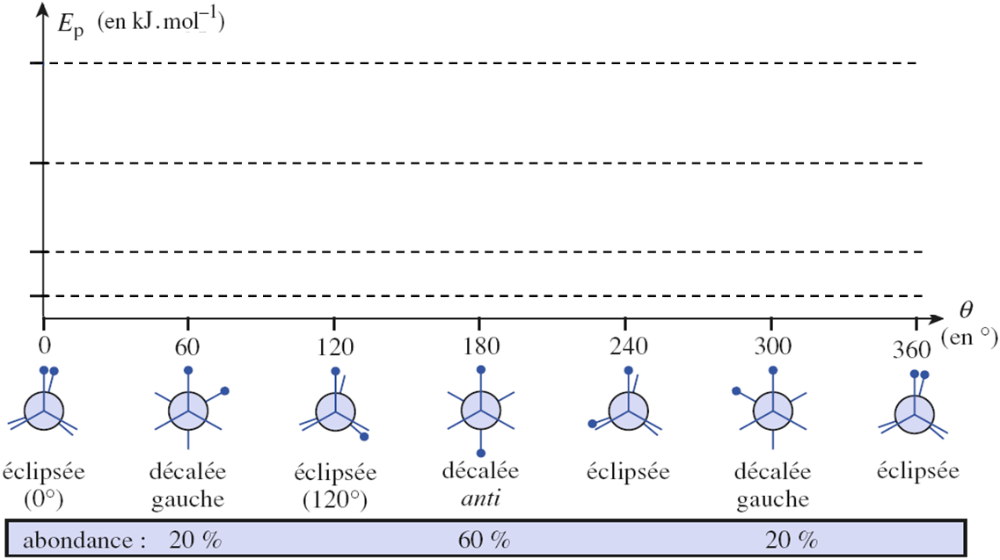 Eₚ (en kJ.mol⁻¹)
θ
(en °)
0 60 120 180 240 300 360
éclipsée décalée éclipsée décalée éclipsée décalée éclipsée
(0°) gauche (120°) anti gauche
abondance : 20 % 60 % 20 %